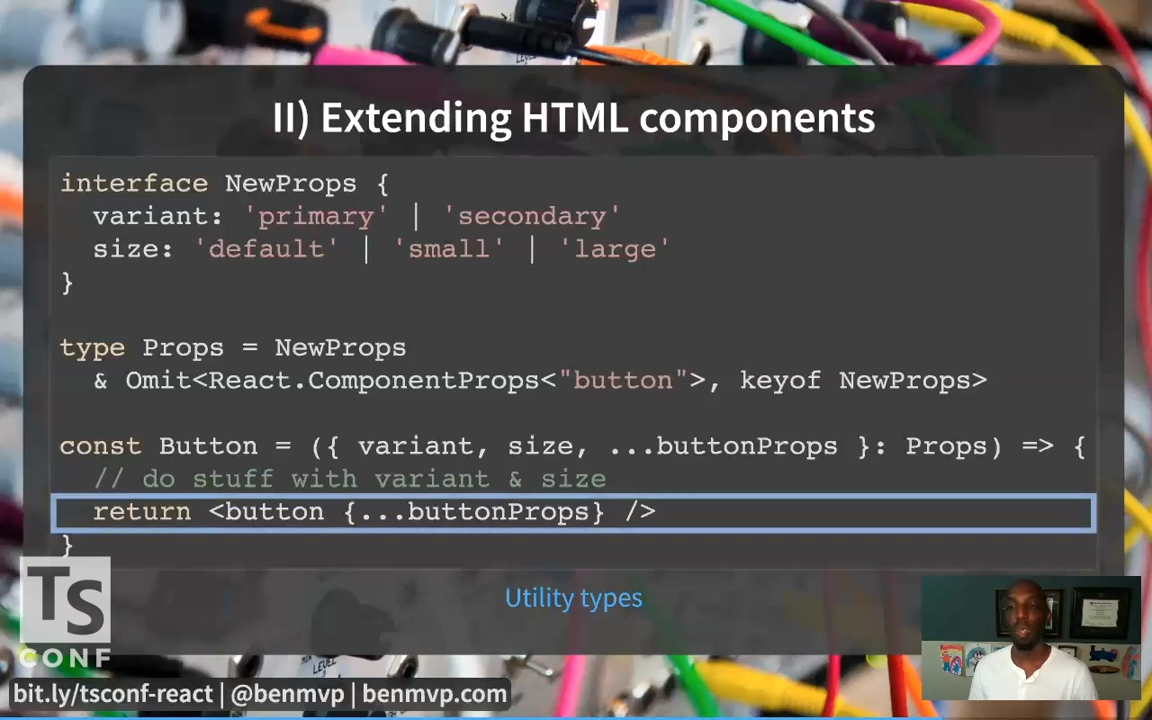 II) Extending HTML components
interface NewProps {
variant: 'primary' | 'secondary'
size: 'default' | 'small' | 'large'
}
type Props = NewProps
& Omit<React.ComponentProps<"button">, keyof NewProps>
const Button = ({ variant, size, ...buttonProps }: Props) => {
// do stuff with variant & size
return <button {...buttonProps} />
}
Utility types
TS
CONF
bit.ly/tsconf-react | @benmvp | benmvp.com